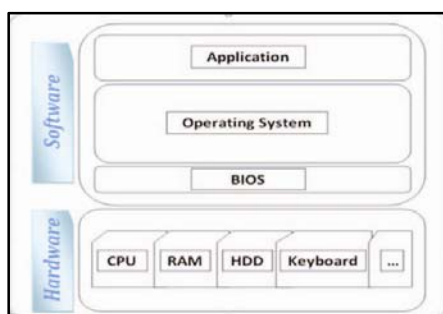 Software
Application
Operating System
BIOS
Hardware
CPU RAM HDD Keyboard ...